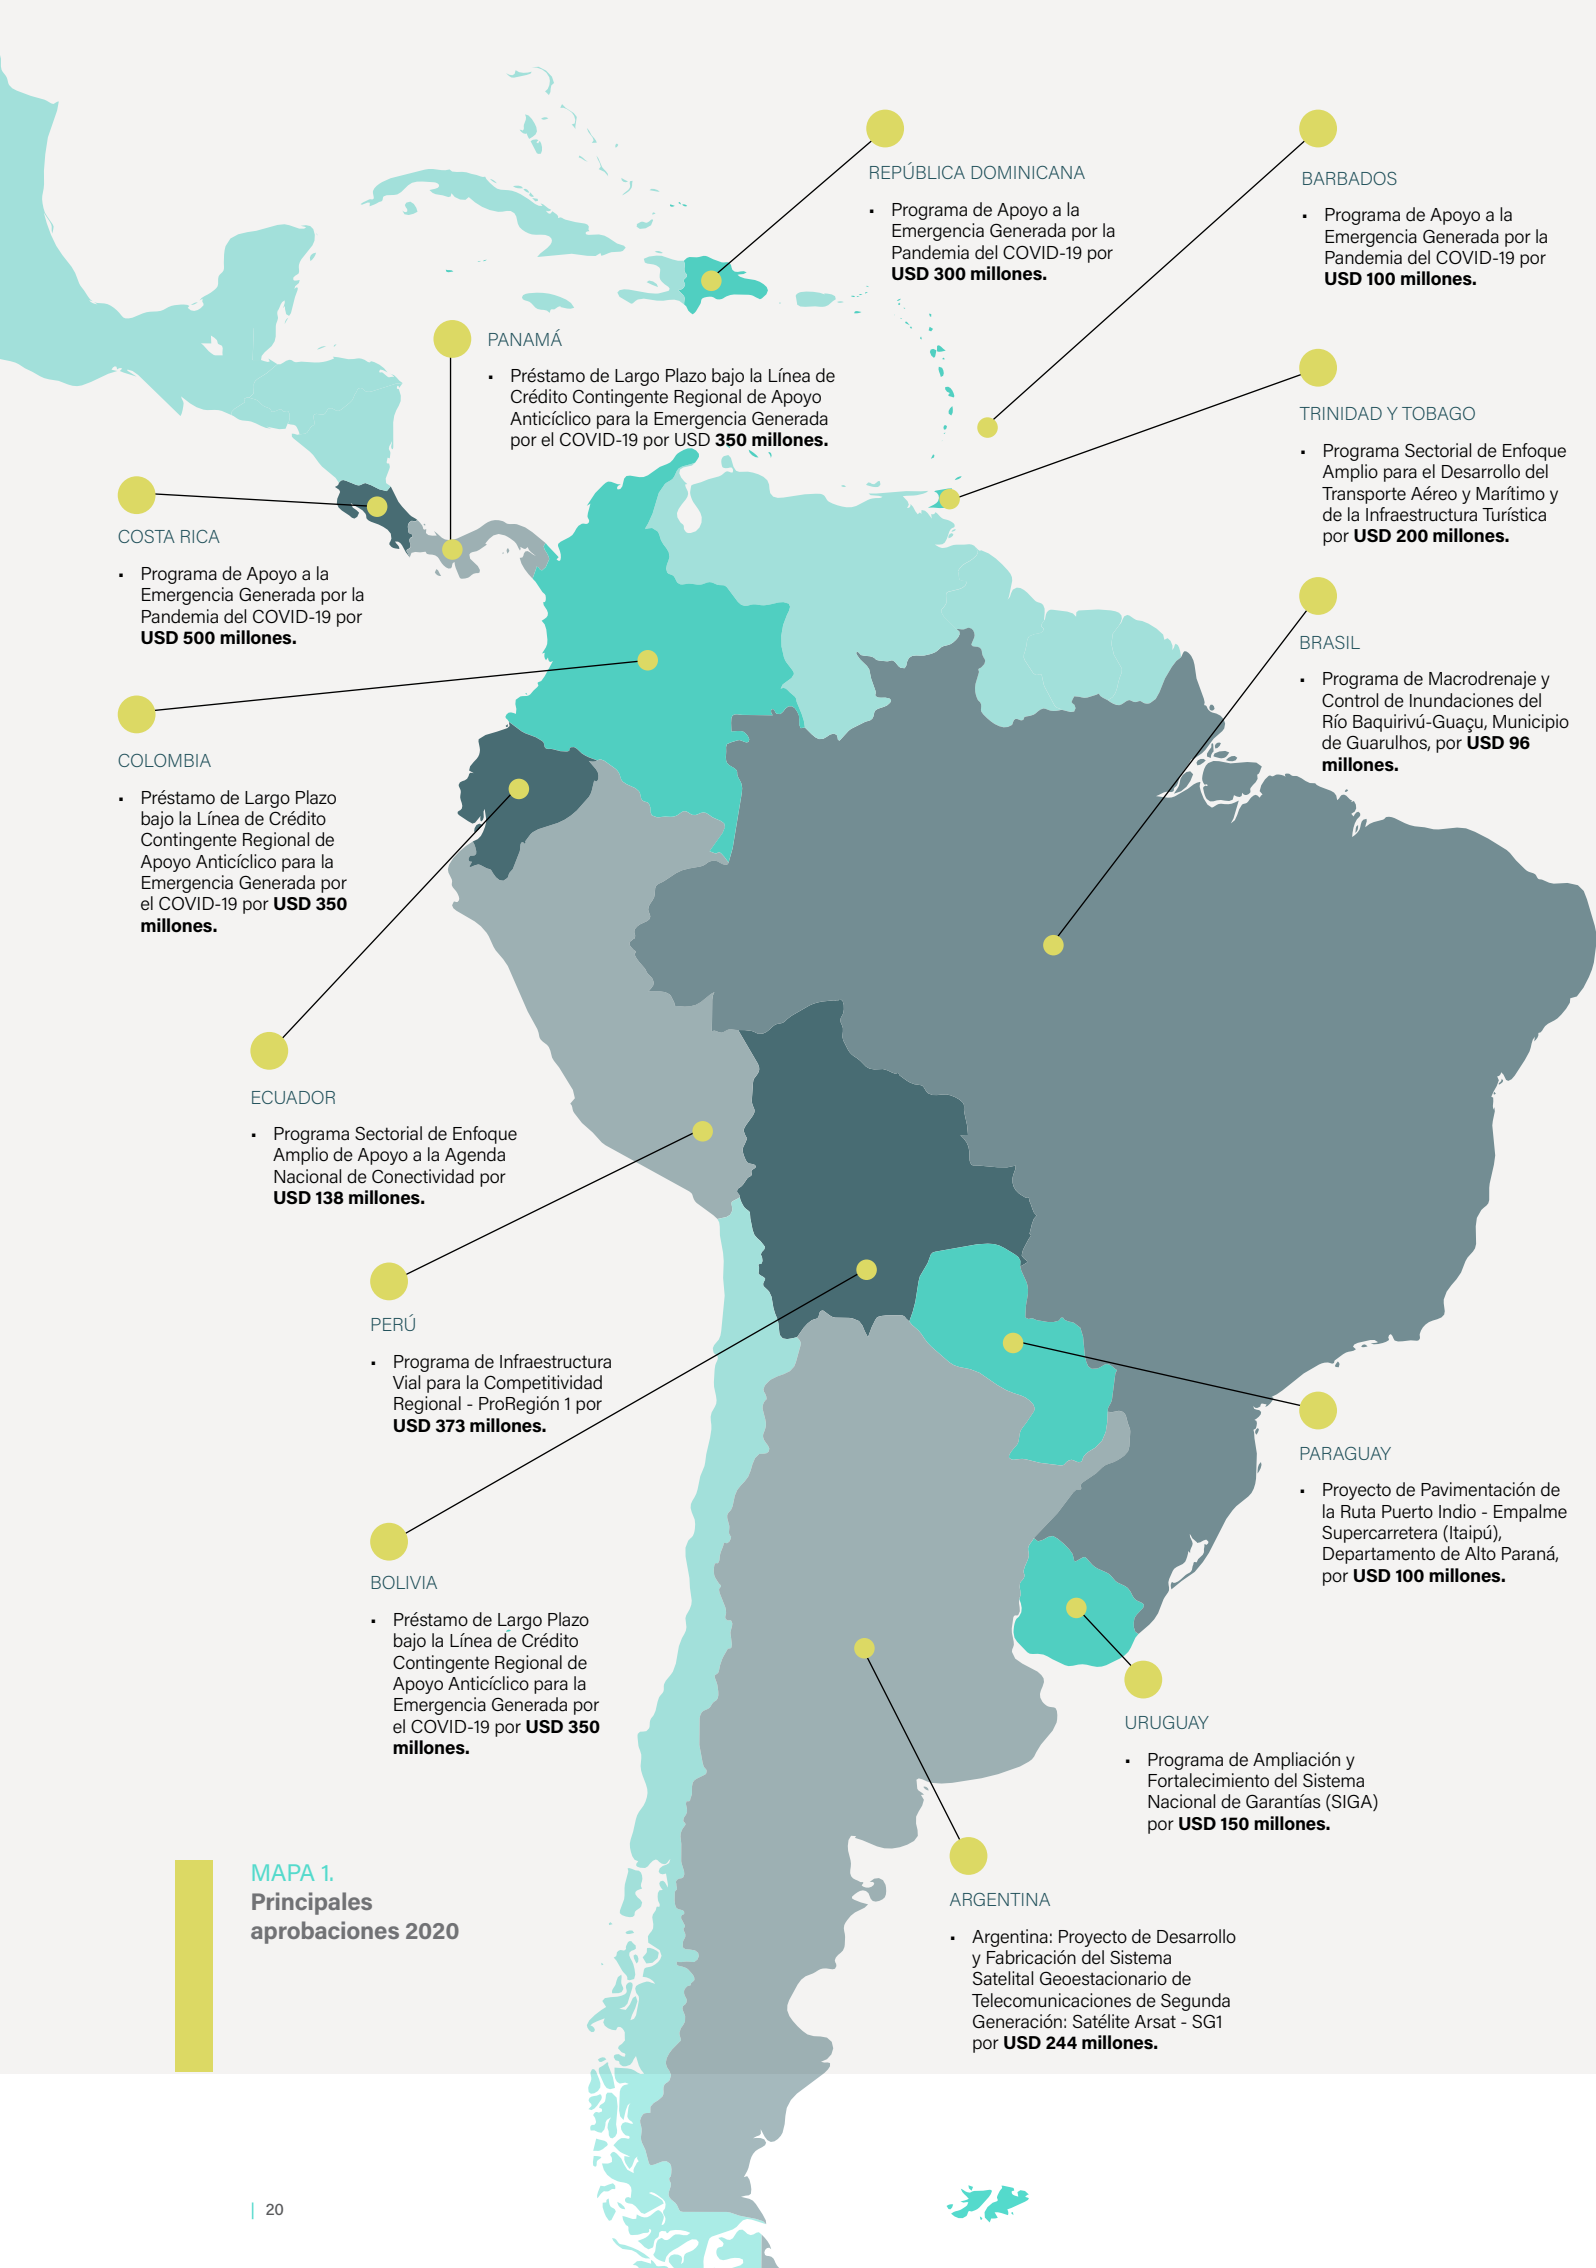 REPÚBLICA DOMINICANA
▪ Programa de Apoyo a la
Emergencia Generada por la
Pandemia del COVID-19 por
USD 300 millones.
BARBADOS
▪ Programa de Apoyo a la
Emergencia Generada por la
Pandemia del COVID-19 por
USD 100 millones.
PANAMÁ
▪ Préstamo de Largo Plazo bajo la Línea de
Crédito Contingente Regional de Apoyo
Anticíclico para la Emergencia Generada
por el COVID-19 por USD 350 millones.
TRINIDAD Y TOBAGO
▪ Programa Sectorial de Enfoque
Amplio para el Desarrollo del
Transporte Aéreo y Marítimo y
de la Infraestructura Turística
por USD 200 millones.
COSTA RICA
▪ Programa de Apoyo a la
Emergencia Generada por la
Pandemia del COVID-19 por
USD 500 millones.
BRASIL
▪ Programa de Macrodrenaje y
Control de Inundaciones del
Río Baquirivú-Guaçu, Municipio
de Guarulhos, por USD 96
millones.
COLOMBIA
▪ Préstamo de Largo Plazo
bajo la Línea de Crédito
Contingente Regional de
Apoyo Anticíclico para la
Emergencia Generada por
el COVID-19 por USD 350
millones.
ECUADOR
▪ Programa Sectorial de Enfoque
Amplio de Apoyo a la Agenda
Nacional de Conectividad por
USD 138 millones.
PERÚ
▪ Programa de Infraestructura
Vial para la Competitividad
Regional - ProRegión 1 por
USD 373 millones.
PARAGUAY
▪ Proyecto de Pavimentación de
la Ruta Puerto Indio - Empalme
Supercarretera (Itaipú),
Departamento de Alto Paraná,
por USD 100 millones.
BOLIVIA
▪ Préstamo de Largo Plazo
bajo la Línea de Crédito
Contingente Regional de
Apoyo Anticíclico para la
Emergencia Generada por
el COVID-19 por USD 350
millones.
URUGUAY
▪ Programa de Ampliación y
Fortalecimiento del Sistema
Nacional de Garantías (SIGA)
por USD 150 millones.
ARGENTINA
▪ Argentina: Proyecto de Desarrollo
y Fabricación del Sistema
Satelital Geoestacionario de
Telecomunicaciones de Segunda
Generación: Satélite Arsat - SG1
por USD 244 millones.
MAPA 1.
Principales
aprobaciones 2020
| 20